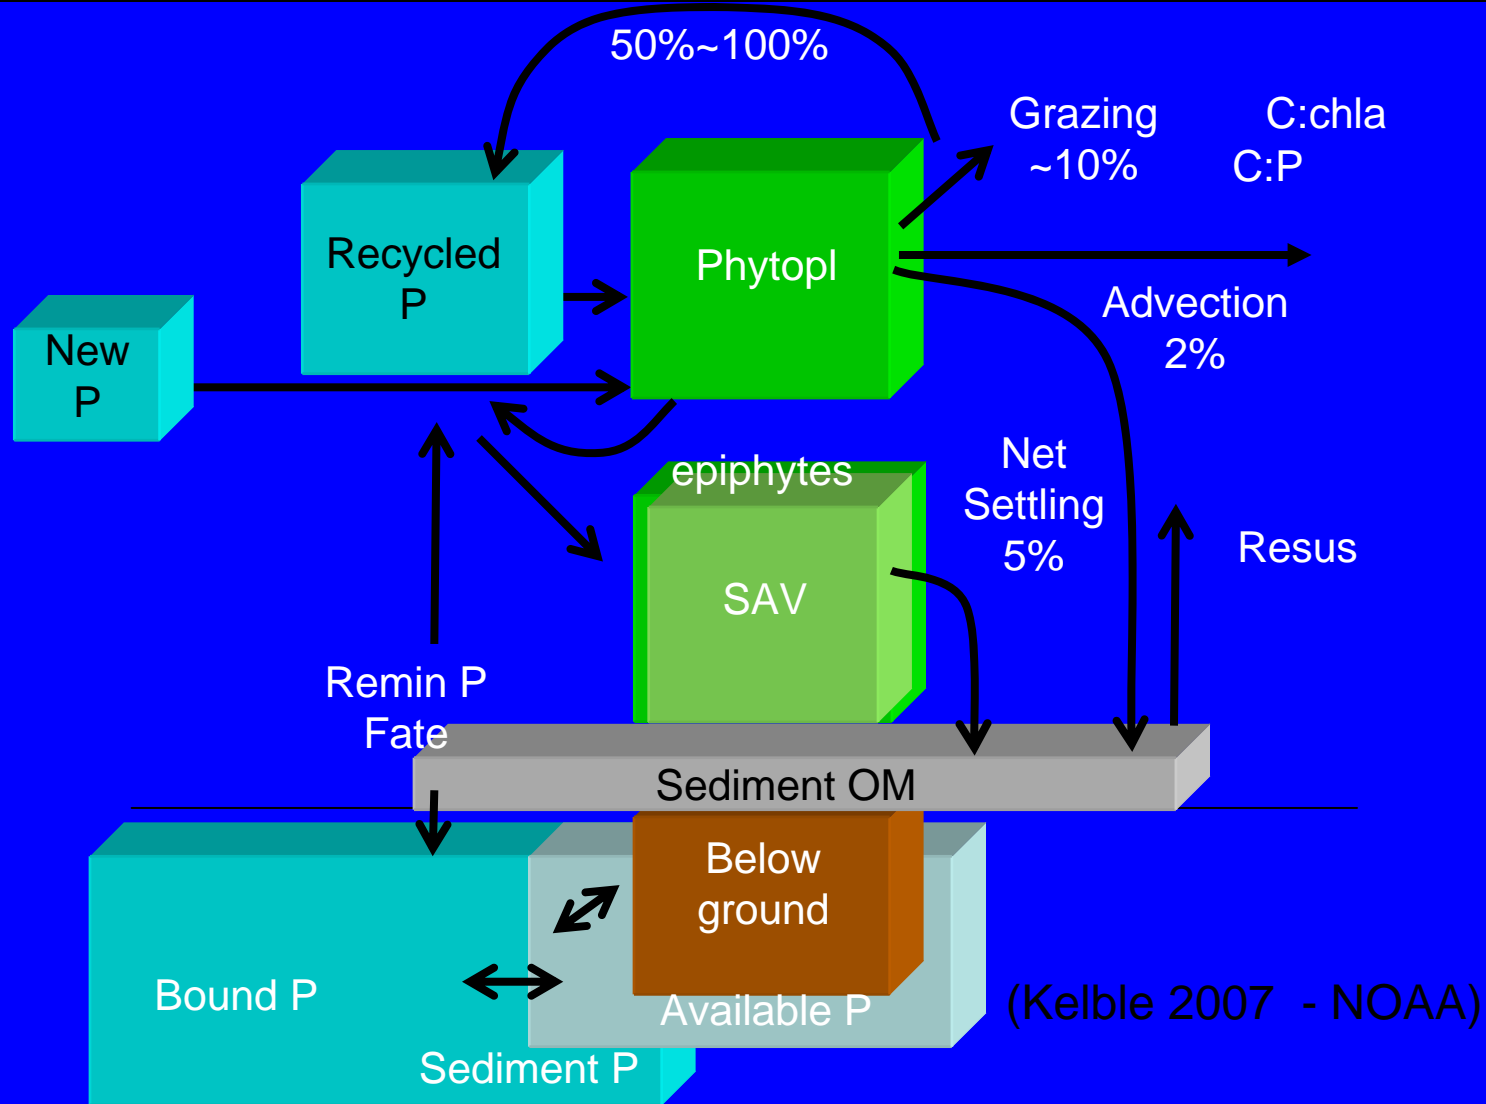 50%~100%
Grazing
~10%
C:chla
C:P
Recycled
P
Phytopl
New
P
Advection
2%
epiphytes
Net
Settling
5%
Resus
SAV
Remin P
Fate
Sediment OM
Below
ground
Bound P
Available P
(Kelble 2007 - NOAA)
Sediment P